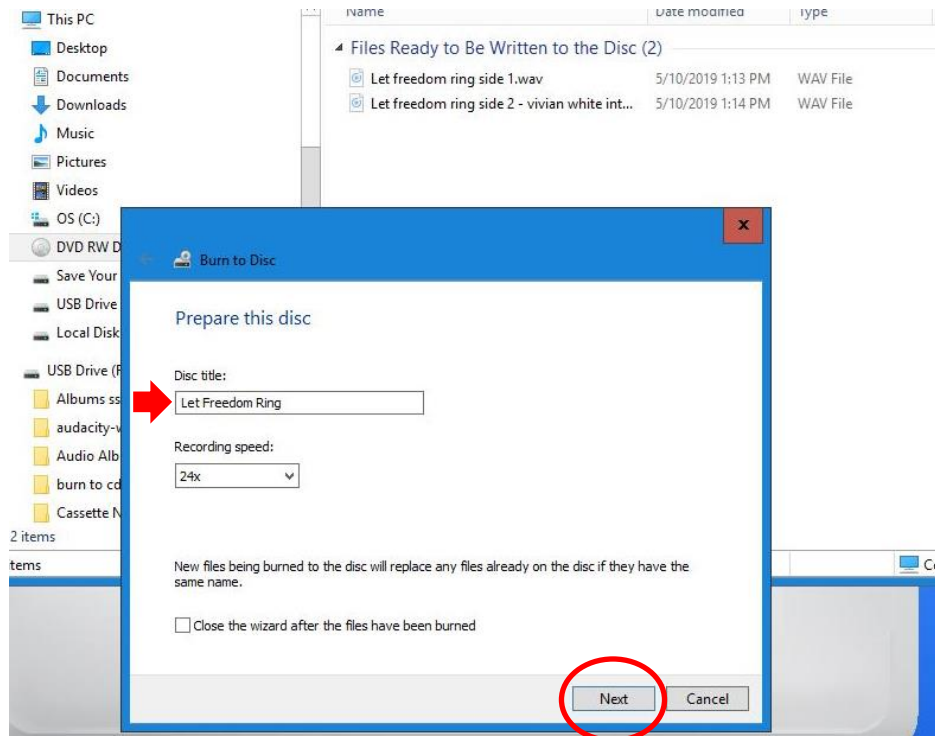 This PC
Desktop
Documents
Downloads
Music
Pictures
Videos
OS (C:)
DVD RW D
Save Your
USB Drive
Local Disk
USB Drive (F
Albums ss
audacity-v
Audio Alb
burn to cd
Cassette N
2 items
tems
Name Date modified Type
Files Ready to Be Written to the Disc (2)
Let freedom ring side 1.wav 5/10/2019 1:13 PM WAV File
Let freedom ring side 2 - vivian white int... 5/10/2019 1:14 PM WAV File
Burn to Disc
Prepare this disc
Disc title:
Let Freedom Ring
Recording speed:
24x
New files being burned to the disc will replace any files already on the disc if they have the
same name.
Close the wizard after the files have been burned
Next Cancel